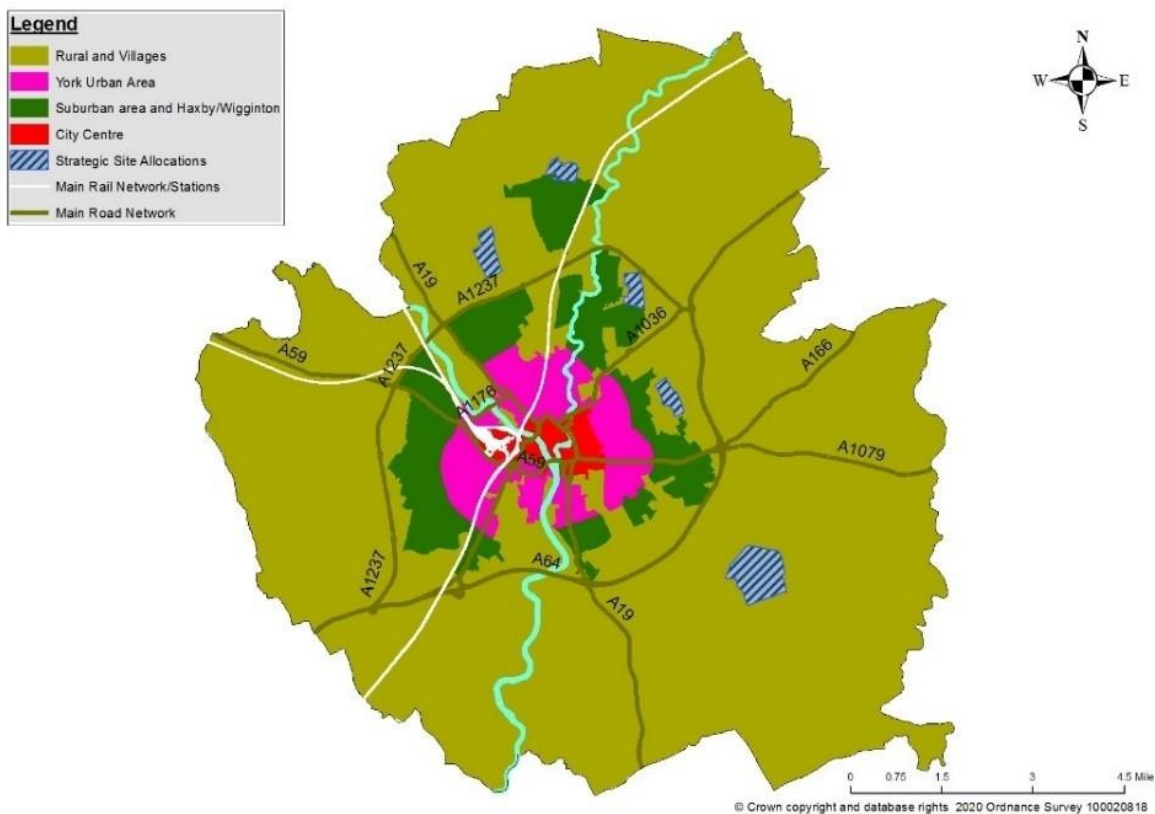 Legend
Rural and Villages
York Urban Area
Suburban area and Haxby/Wigginton
City Centre
Strategic Site Allocations
Main Rail Network/Stations
Main Road Network
N
W
E
S
A19
A1237
A1036
A59
A1237
A166
A1176
A59
A1079
A1237
A64
A19
0 0.75 1.5 3 4.5 Mile
© Crown copyright and database rights 2020 Ordnance Survey 100020818